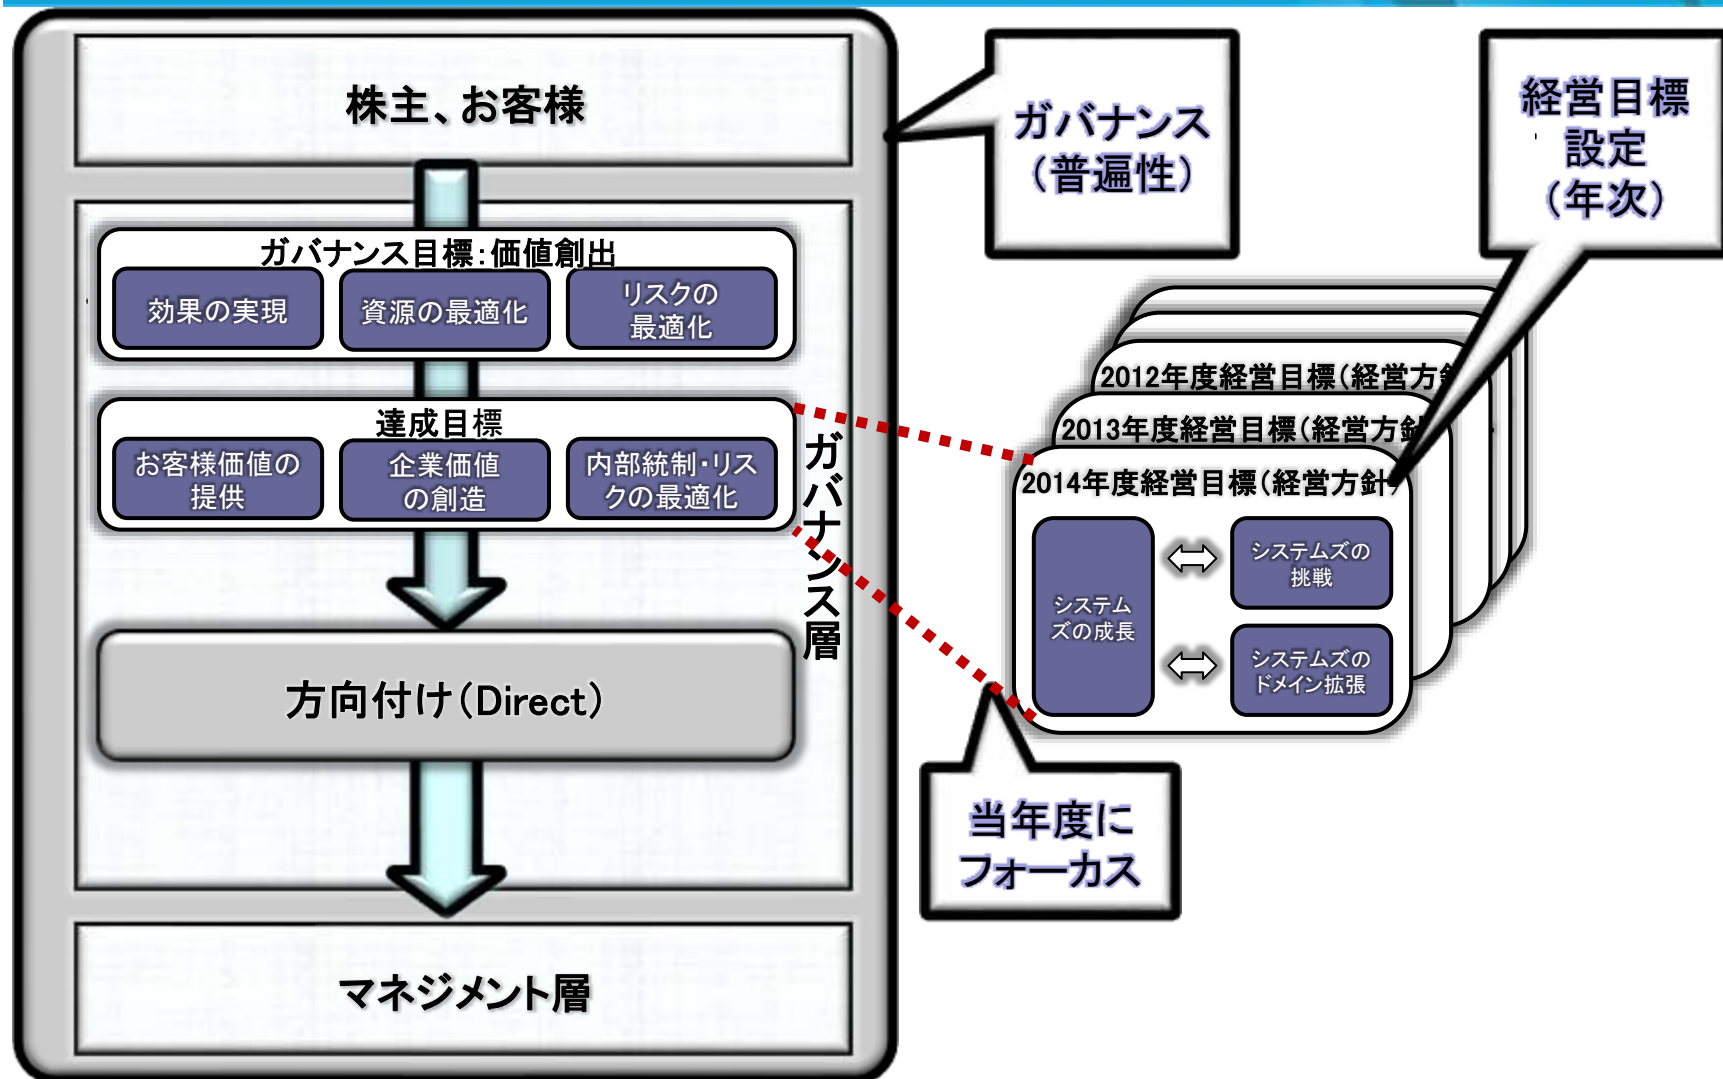 株主、お客様
ガバナンス目標：価値創出
効果の実現
資源の最適化
リスクの
最適化
達成目標
お客様価値の
提供
企業価値
の創造
内部統制・リス
クの最適化
ガバナンス層
方向付け（Direct）
マネジメント層
ガバナンス
（普遍性）
経営目標
設定
（年次）
2012年度経営目標（経営方針
2013年度経営目標（経営方針
2014年度経営目標（経営方針）
システム
ズの成長
システムズの
挑戦
システムズの
ドメイン拡張
当年度に
フォーカス